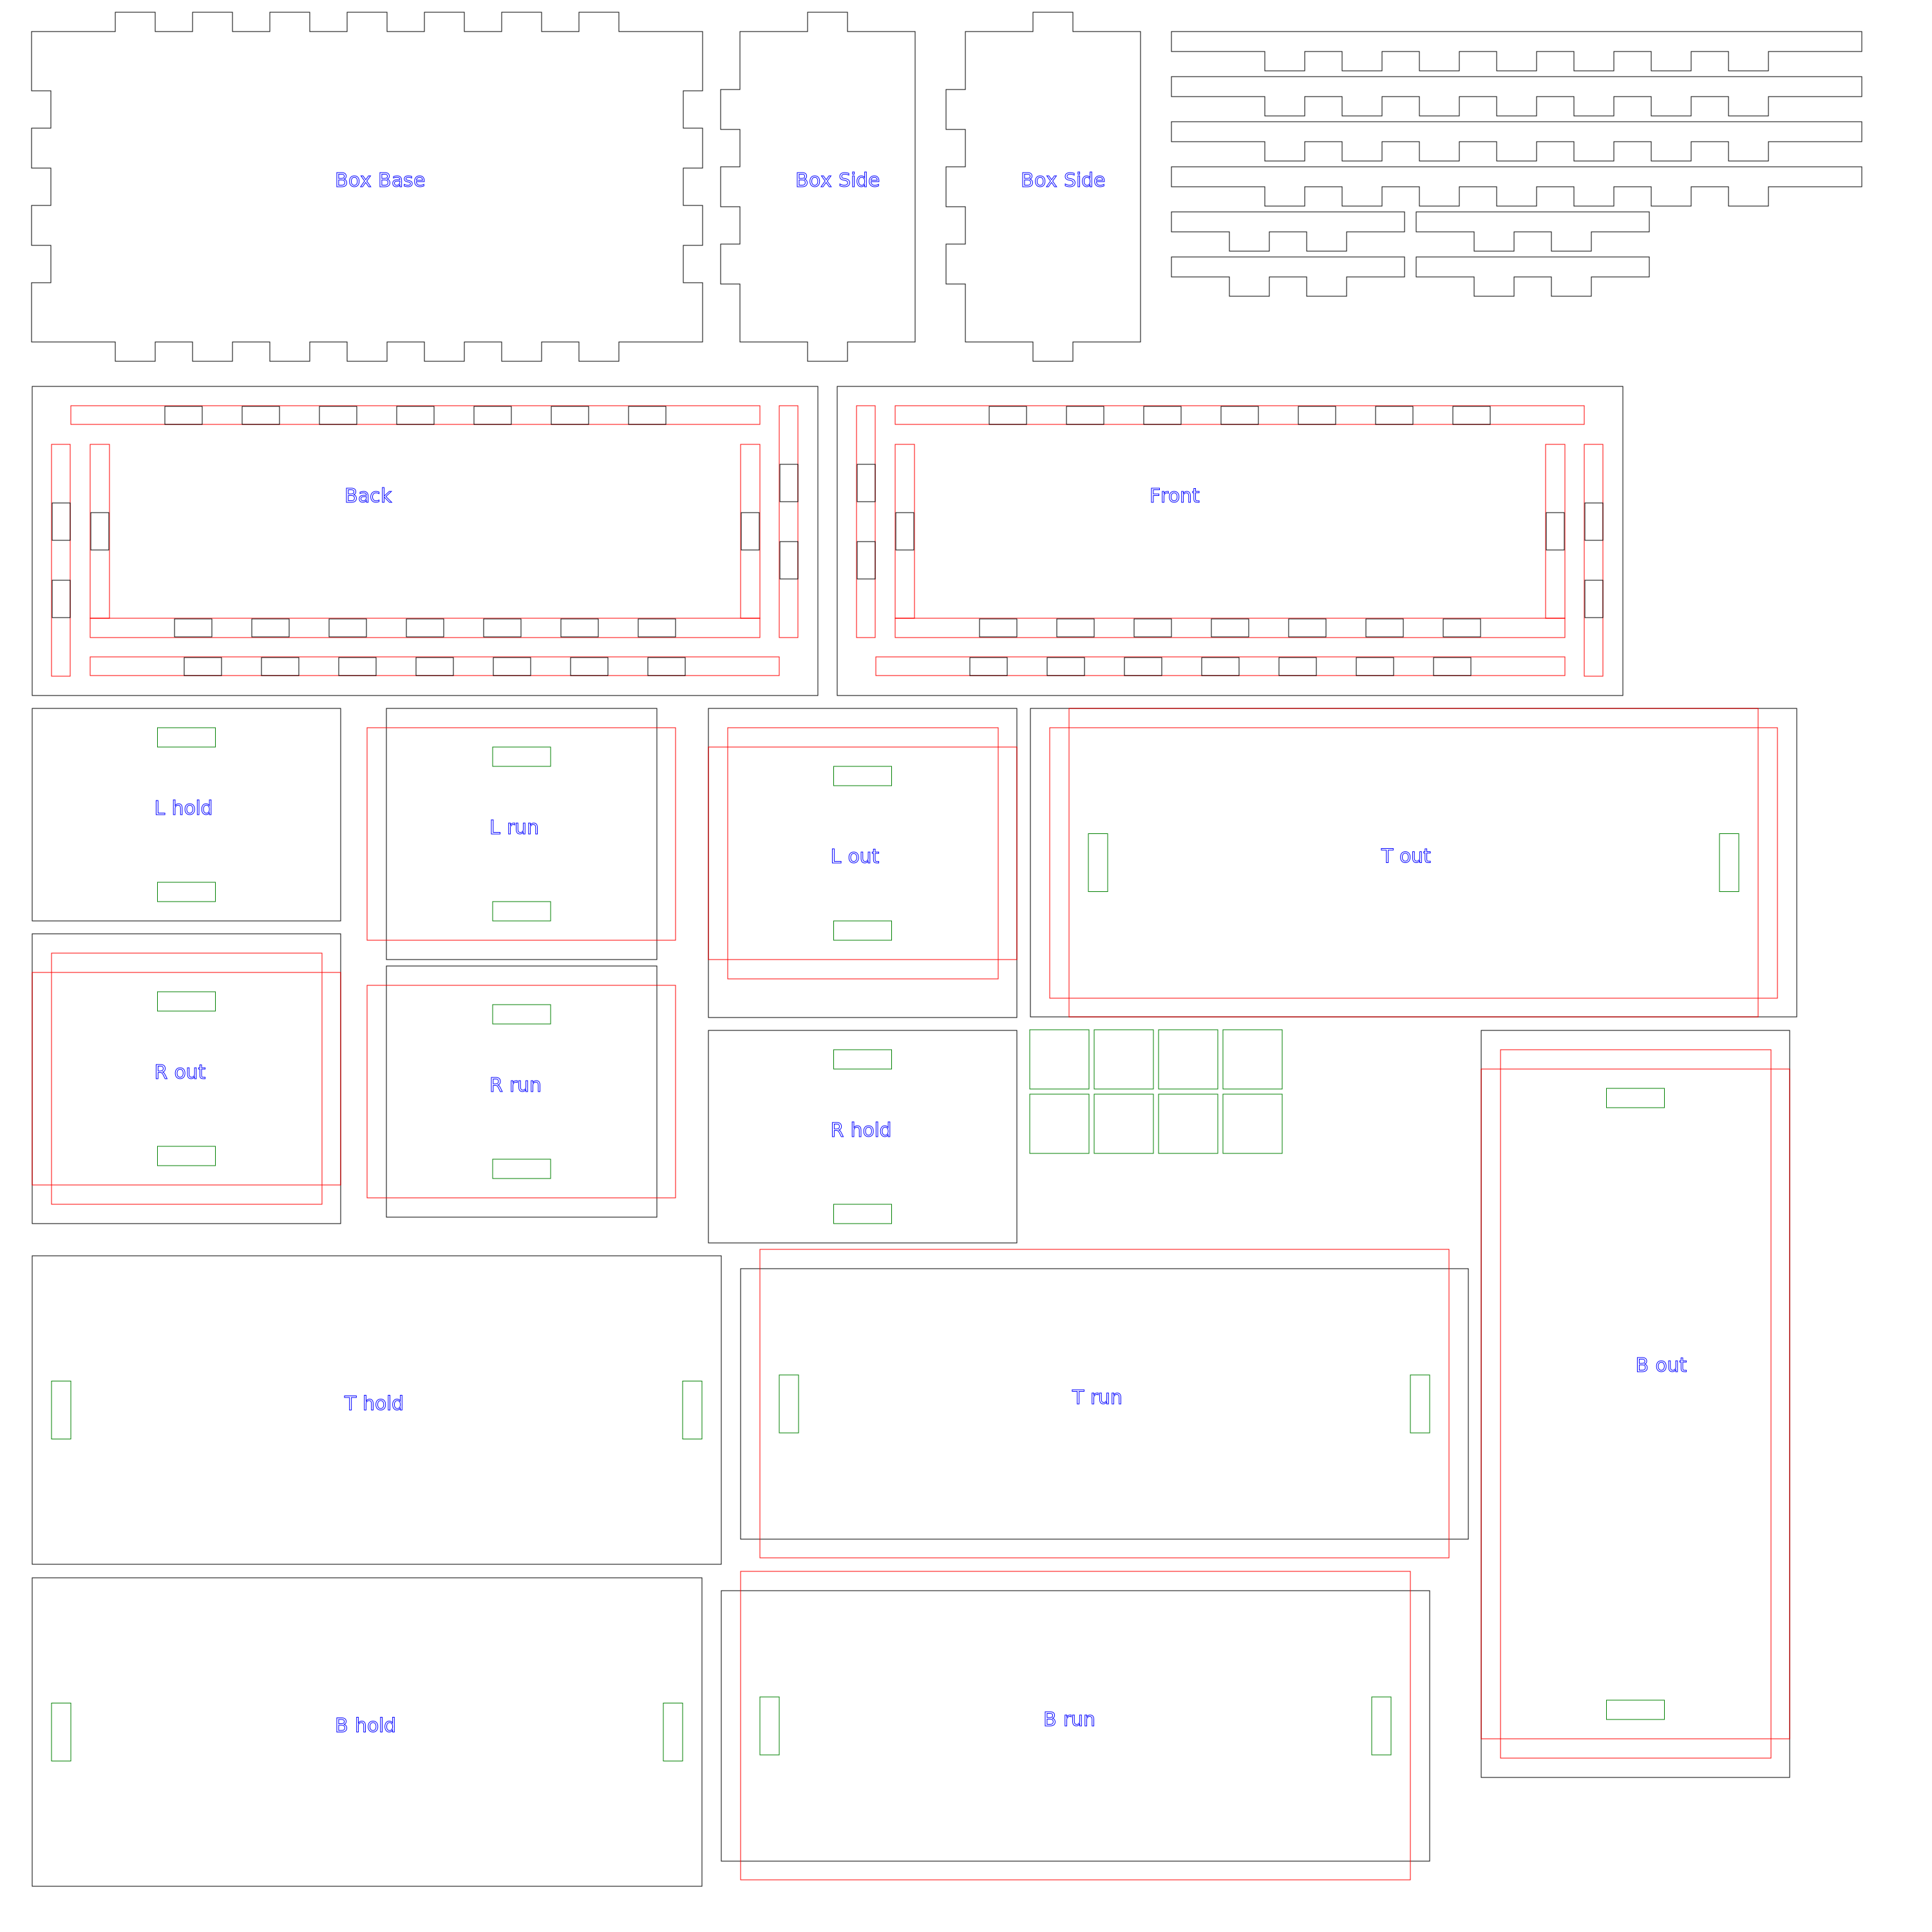 Box Base
Box Side
Box Side
Back
Front
L hold
L run
L out
T out
R out
R run
R hold
B out
T hold
T run
B hold
B run